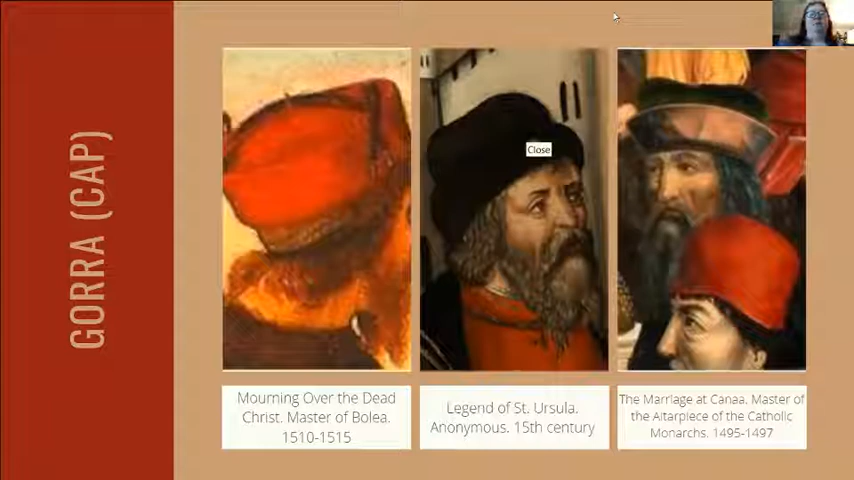 GORRA (CAP)
Close
Mourning Over the Dead
Christ. Master of Bolea.
1510-1515
Legend of St. Ursula.
Anonymous. 15th century
The Marriage at Canaa. Master of
the Altarpiece of the Catholic
Monarchs. 1495-1497